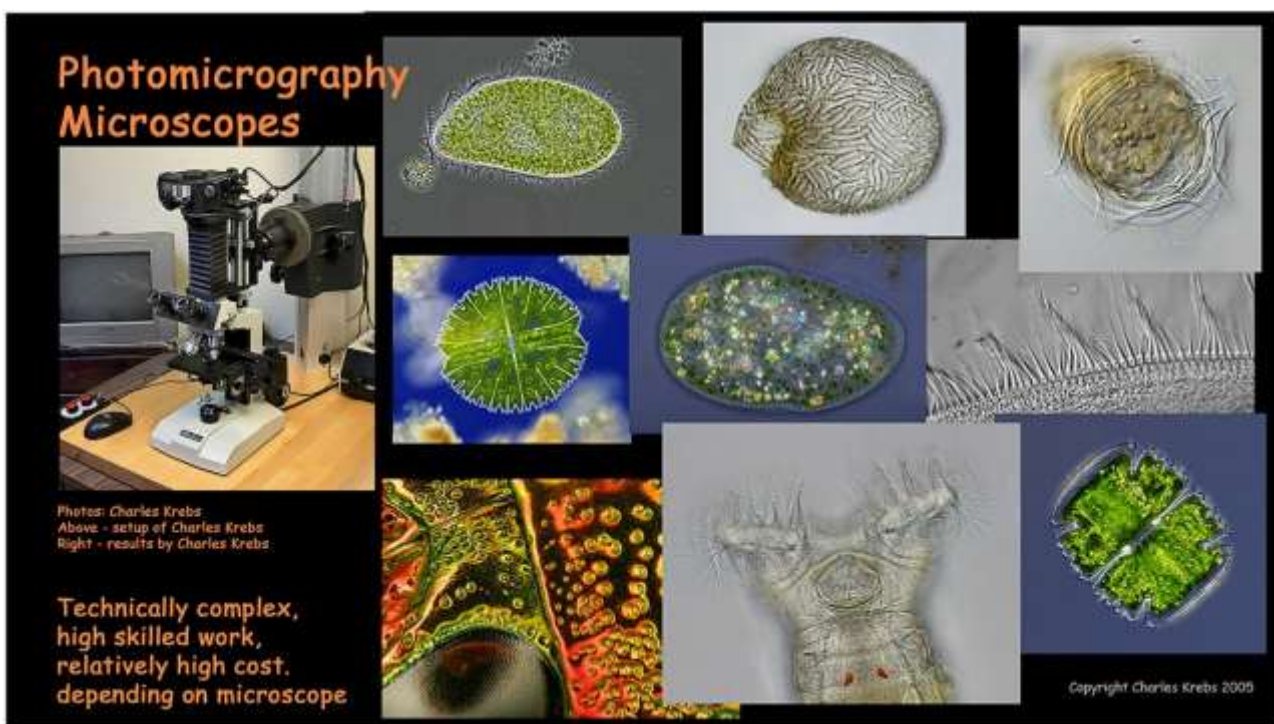 Photomicrography
Microscopes
Photos: Charles Krebs
Above - setup of Charles Krebs
Right - results by Charles Krebs
Technically complex,
high skilled work,
relatively high cost.
depending on microscope
Copyright Charles Krebs 2005